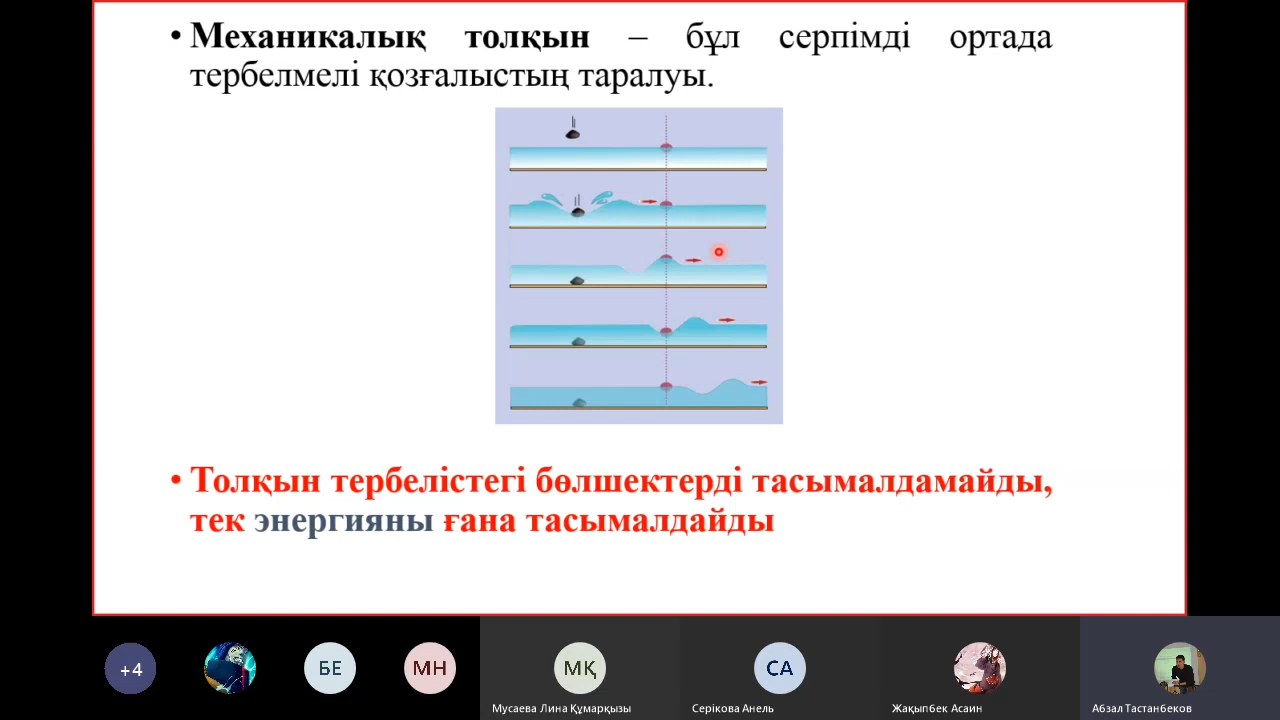 • Механикалық толқын – бұл серпімді ортада
тербелмелі қозғалыстың таралуы.
• Толқын тербелістегі бөлшектерді тасымалдамайды,
тек энергияны ғана тасымалдайды
+4
БЕ
МН
МҚ
СА
Мусаева Лина Құмарқызы
Серікова Анель
Жақыпбек Асаин
Абзал Тастанбеков